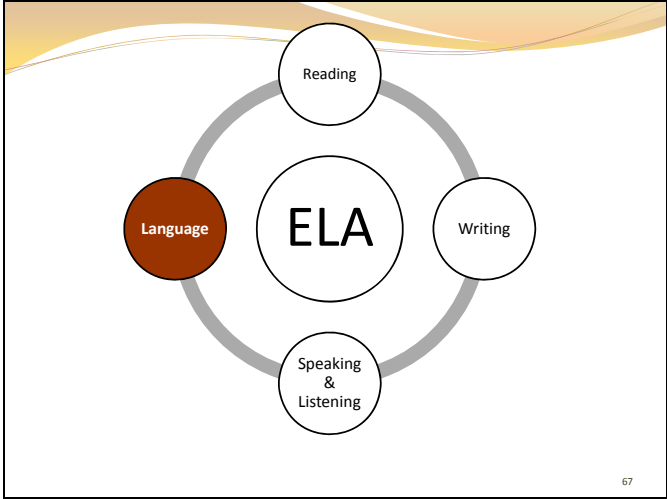 Reading
Language
ELA
Writing
Speaking
&
Listening
67